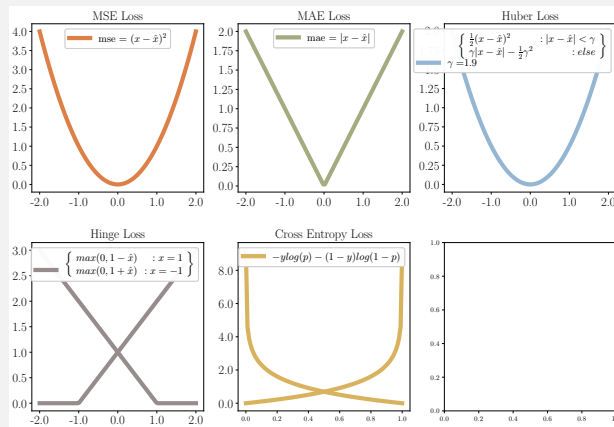 MSE Loss
mse = (x − x̂)²
4.0
3.5
3.0
2.5
2.0
1.5
1.0
0.5
0.0
-2.0 -1.0 0.0 1.0 2.0
MAE Loss
mae = |x − x̂|
2.0
1.75
1.5
1.25
1.0
0.75
0.5
0.25
0.0
-2.0 -1.0 0.0 1.0 2.0
Huber Loss
½(x − x̂)² : |x − x̂| < γ
γ|x − x̂| − ½γ² : else
γ =1.9
1.5
1.25
1.0
0.75
0.5
0.25
0.0
-2.0 -1.0 0.0 1.0 2.0
Hinge Loss
max(0, 1 − x̂) : x = 1
max(0, 1 + x̂) : x = −1
3.0
2.5
2.0
1.5
1.0
0.5
0.0
-2.0 -1.0 0.0 1.0 2.0
Cross Entropy Loss
−ylog(p) − (1 − y)log(1 − p)
8.0
6.0
4.0
2.0
0.0
0.0 0.2 0.4 0.6 0.8 1.0
1.0
0.8
0.6
0.4
0.2
0.0
0.0 0.2 0.4 0.6 0.8 1.0